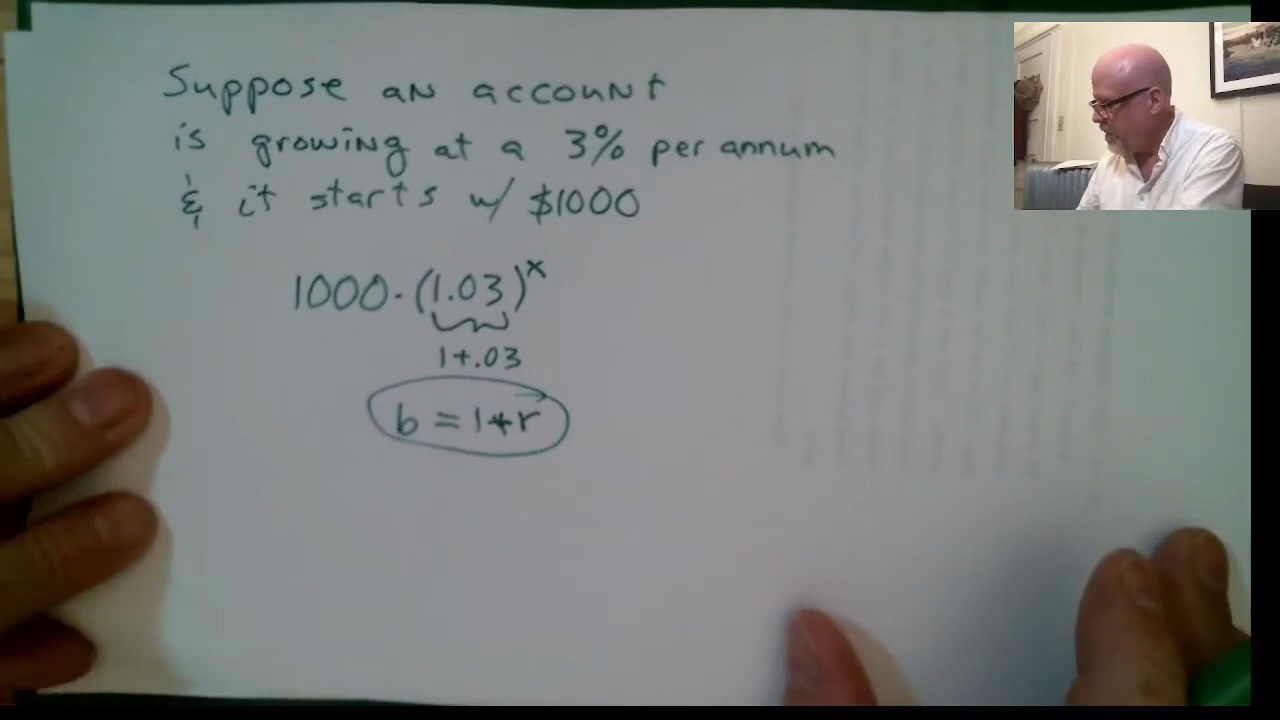 Suppose an account
is growing at a 3% per annum
& it starts w/ $1000
1000·(1.03)^x
1+.03
b = 1+r